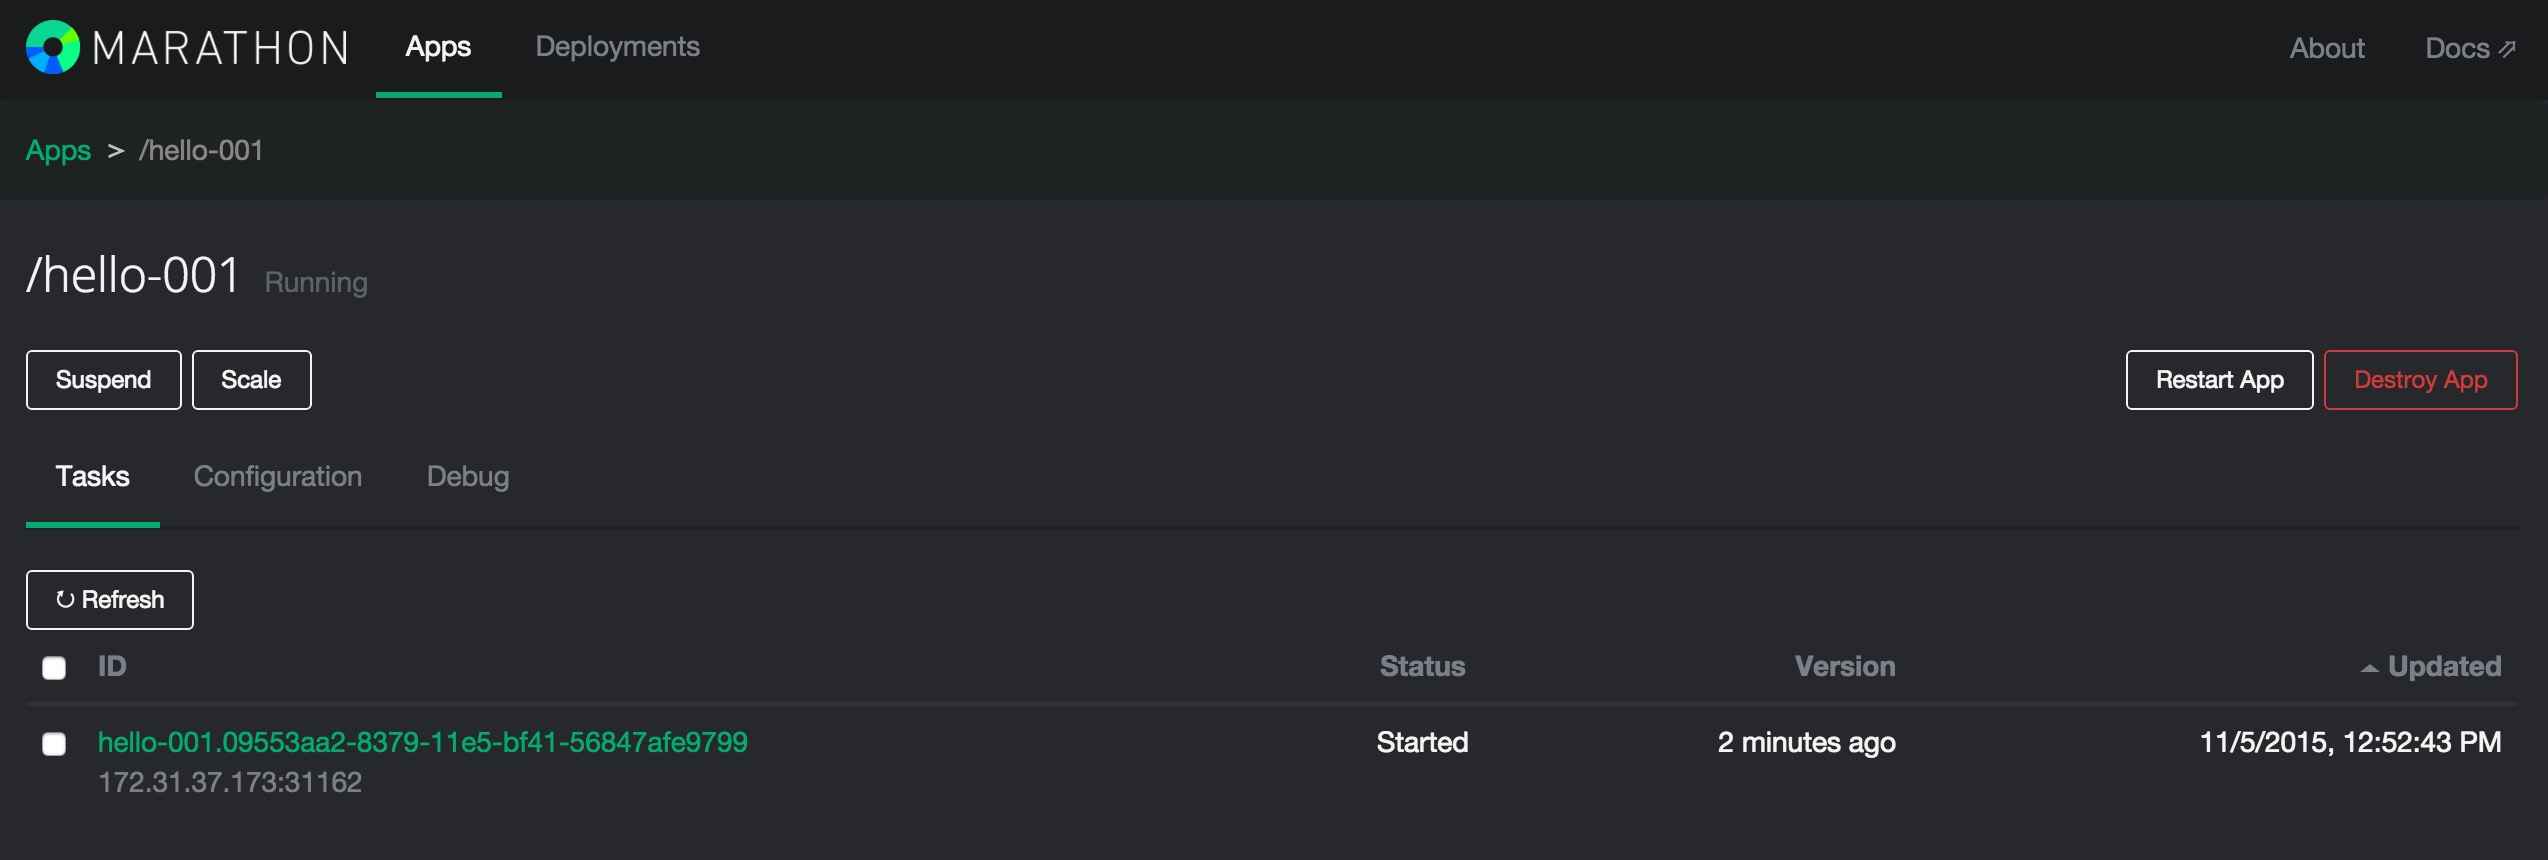 MARATHON Apps Deployments About Docs
Apps > /hello-001
/hello-001 Running
Suspend Scale Restart App Destroy App
Tasks Configuration Debug
Refresh
ID Status Version Updated
hello-001.09553aa2-8379-11e5-bf41-56847afe9799 Started 2 minutes ago 11/5/2015, 12:52:43 PM
172.31.37.173:31162